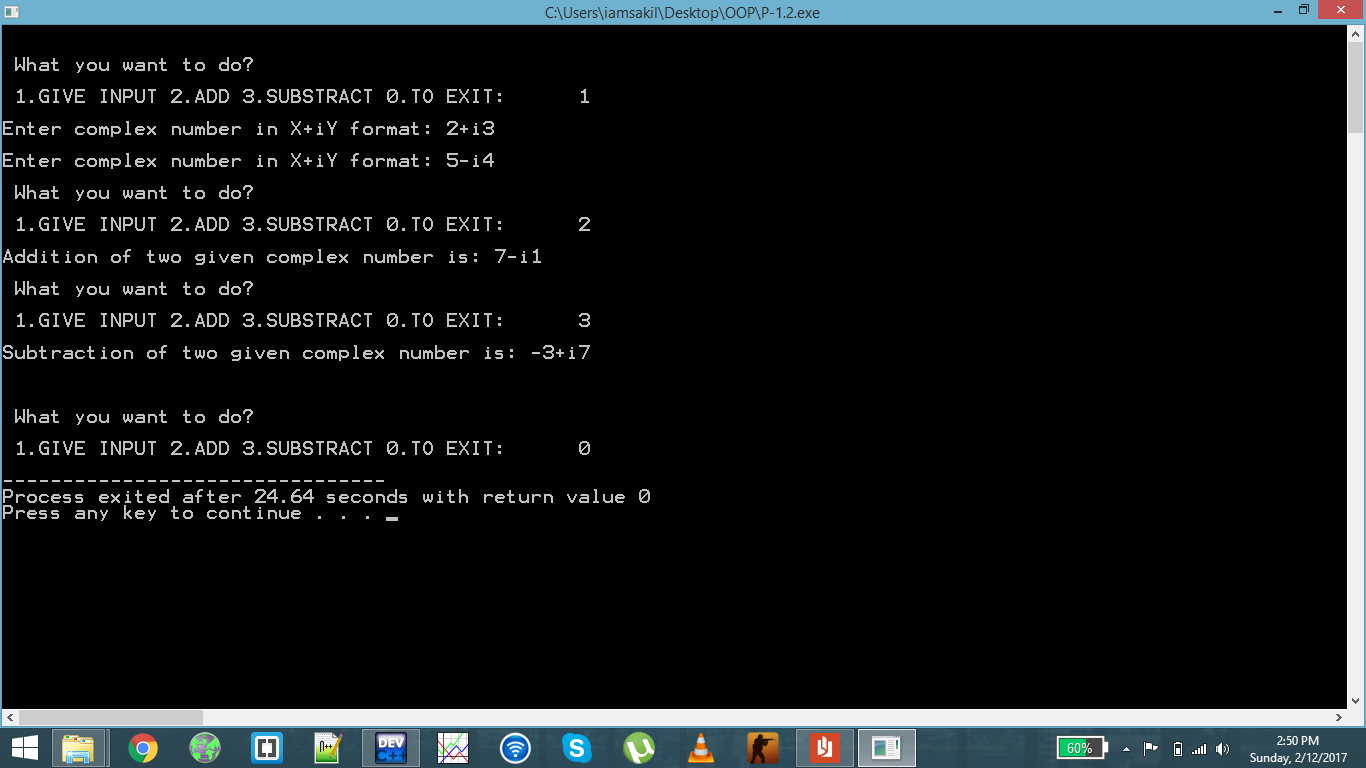 C:\Users\iamsakil\Desktop\OOP\P-1.2.exe
What you want to do?
1.GIVE INPUT 2.ADD 3.SUBSTRACT 0.TO EXIT: 1
Enter complex number in X+iY format: 2+i3
Enter complex number in X+iY format: 5-i4
What you want to do?
1.GIVE INPUT 2.ADD 3.SUBSTRACT 0.TO EXIT: 2
Addition of two given complex number is: 7-i1
What you want to do?
1.GIVE INPUT 2.ADD 3.SUBSTRACT 0.TO EXIT: 3
Subtraction of two given complex number is: -3+i7
What you want to do?
1.GIVE INPUT 2.ADD 3.SUBSTRACT 0.TO EXIT: 0
--------------------------------
Process exited after 24.64 seconds with return value 0
Press any key to continue . . . _
DEV
C++
n++
S
µ
60%
2:50 PM
Sunday, 2/12/2017